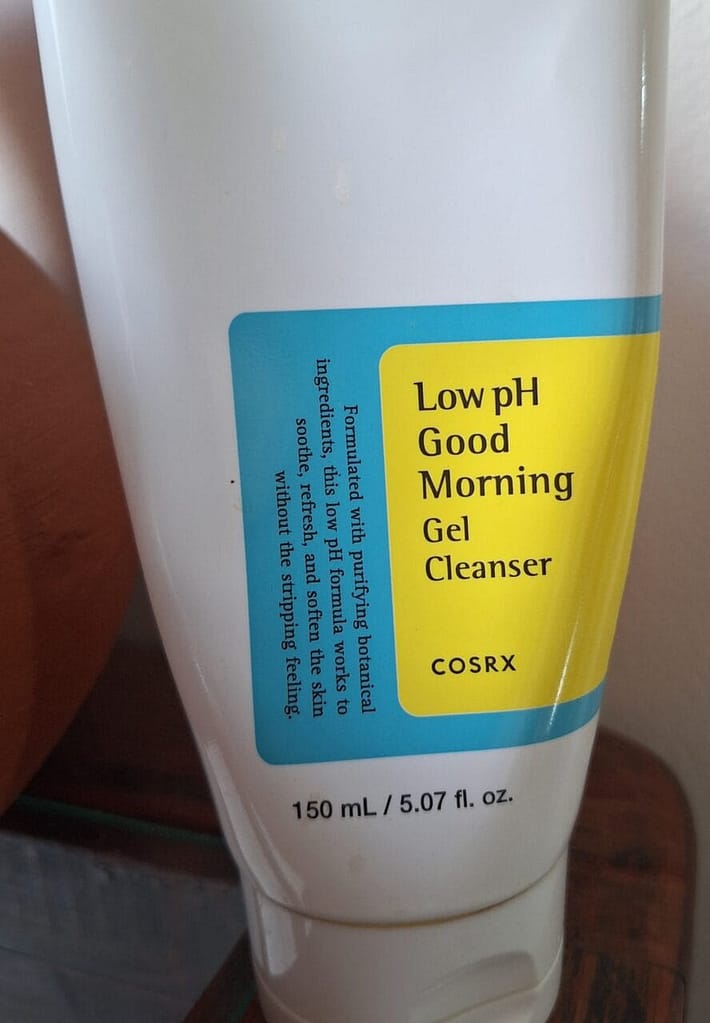 Low pH
Good
Morning
Gel
Cleanser
COSRX
Formulated with purifying botanical
ingredients, this low pH formula works to
soothe, refresh, and soften the skin
without the stripping feeling.
150 mL / 5.07 fl. oz.